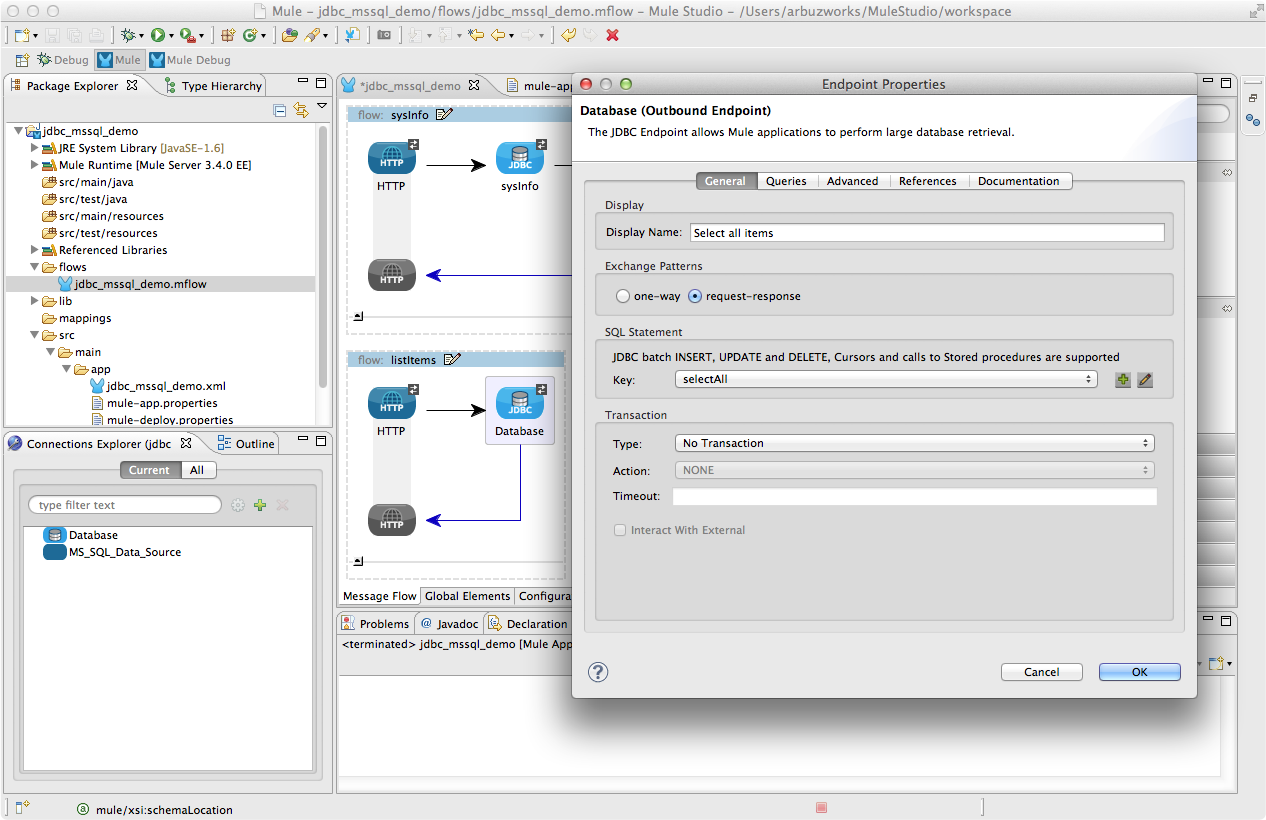 Mule – jdbc_mssql_demo/flows/jdbc_mssql_demo.mflow – Mule Studio – /Users/arbuzworks/MuleStudio/workspace
Debug Mule Mule Debug
Package Explorer Type Hierarchy
jdbc_mssql_demo
JRE System Library [JavaSE-1.6]
Mule Runtime [Mule Server 3.4.0 EE]
src/main/java
src/test/java
src/main/resources
src/test/resources
Referenced Libraries
flows
jdbc_mssql_demo.mflow
lib
mappings
src
main
app
jdbc_mssql_demo.xml
mule-app.properties
mule-deploy.properties
Connections Explorer (jdbc Outline
Current All
type filter text
Database
MS_SQL_Data_Source
*jdbc_mssql_demo mule-ap
flow: sysInfo
HTTP JDBC
HTTP sysInfo
HTTP
flow: listItems
HTTP JDBC
HTTP Database
HTTP
Message Flow Global Elements Configura
Problems @ Javadoc Declaration
<terminated> jdbc_mssql_demo [Mule App
Endpoint Properties
Database (Outbound Endpoint)
The JDBC Endpoint allows Mule applications to perform large database retrieval.
General Queries Advanced References Documentation
Display
Display Name: Select all items
Exchange Patterns
one-way request-response
SQL Statement
JDBC batch INSERT, UPDATE and DELETE, Cursors and calls to Stored procedures are supported
Key: selectAll
Transaction
Type: No Transaction
Action: NONE
Timeout:
Interact With External
? Cancel OK
a mule/xsi:schemaLocation